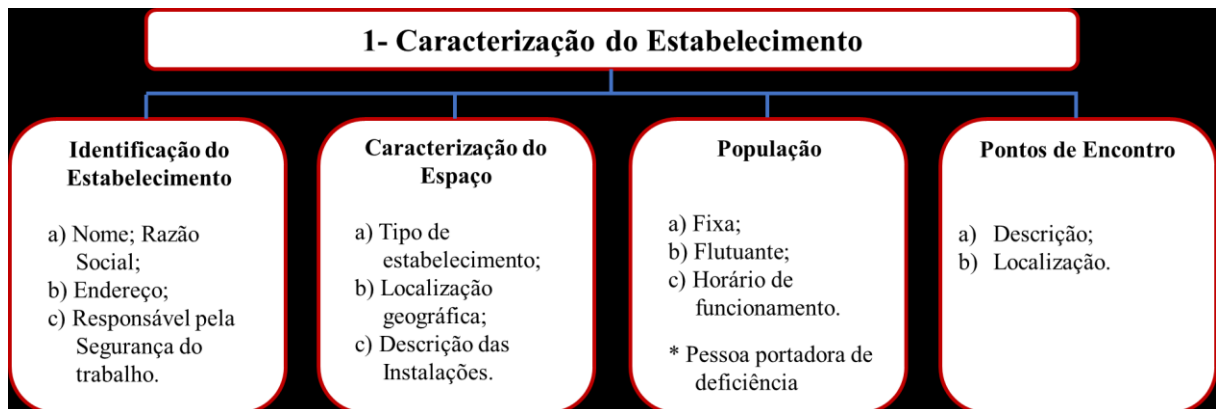 1- Caracterização do Estabelecimento
Identificação do
Estabelecimento
a) Nome; Razão
Social;
b) Endereço;
c) Responsável pela
Segurança do
trabalho.
Caracterização do
Espaço
a) Tipo de
estabelecimento;
b) Localização
geográfica;
c) Descrição das
Instalações.
População
a) Fixa;
b) Flutuante;
c) Horário de
funcionamento.
* Pessoa portadora de
deficiência
Pontos de Encontro
a) Descrição;
b) Localização.